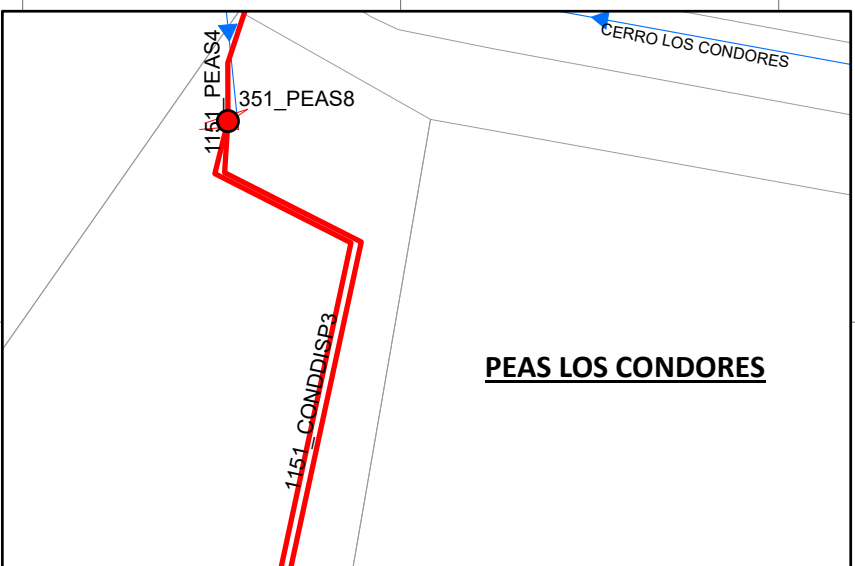 CERRO LOS CONDORES
1151_PEAS4
351_PEAS8
1151_CONDDISP3
PEAS LOS CONDORES